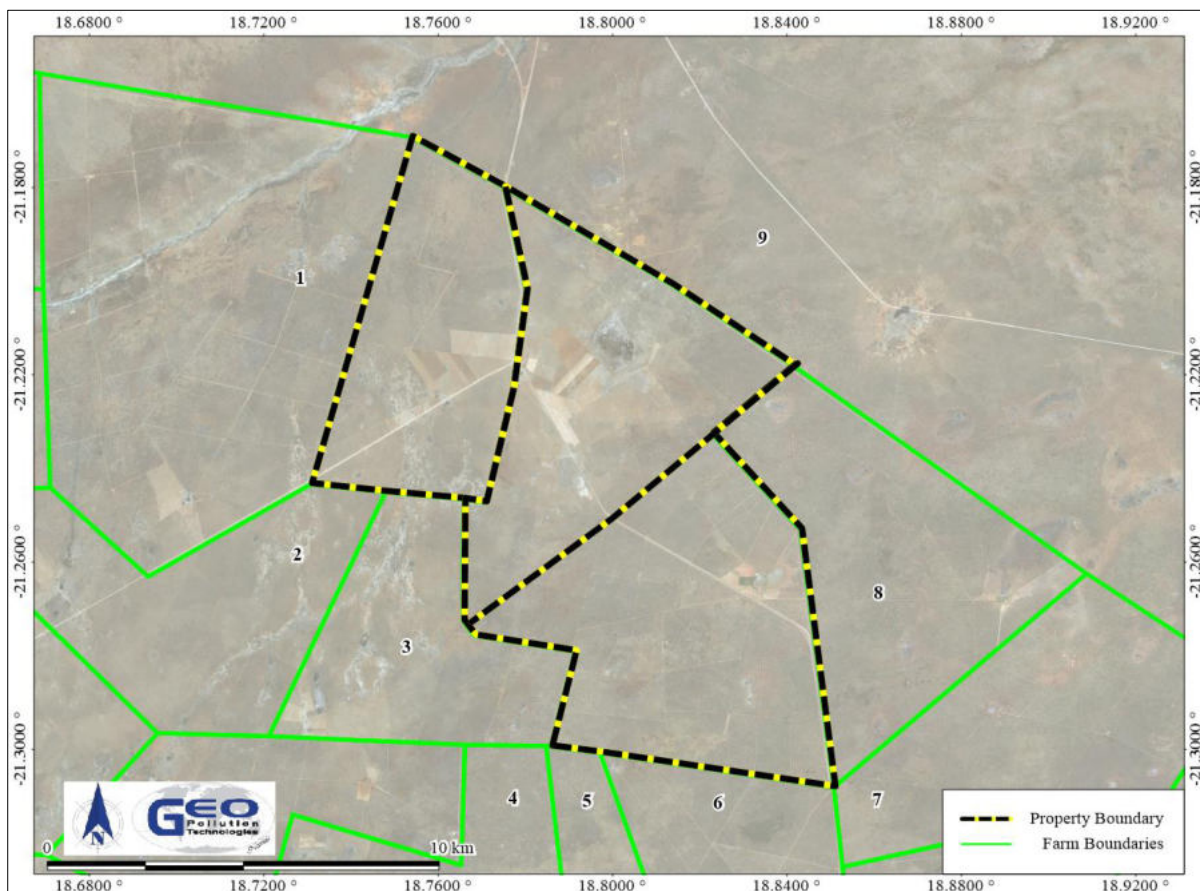 18.6800 ° 18.7200 ° 18.7600 ° 18.8000 ° 18.8400 ° 18.8800 ° 18.9200 °
-21.1800 ° -21.1800 °
9
1
-21.2200 ° -21.2200 °
2
-21.2600 ° -21.2600 °
8
3
-21.3000 ° -21.3000 °
4 5 6 7
N
GEO
Pollution
Technologies
0 10 km
Property Boundary
Farm Boundaries
18.6800 ° 18.7200 ° 18.7600 ° 18.8000 ° 18.8400 ° 18.8800 ° 18.9200 °